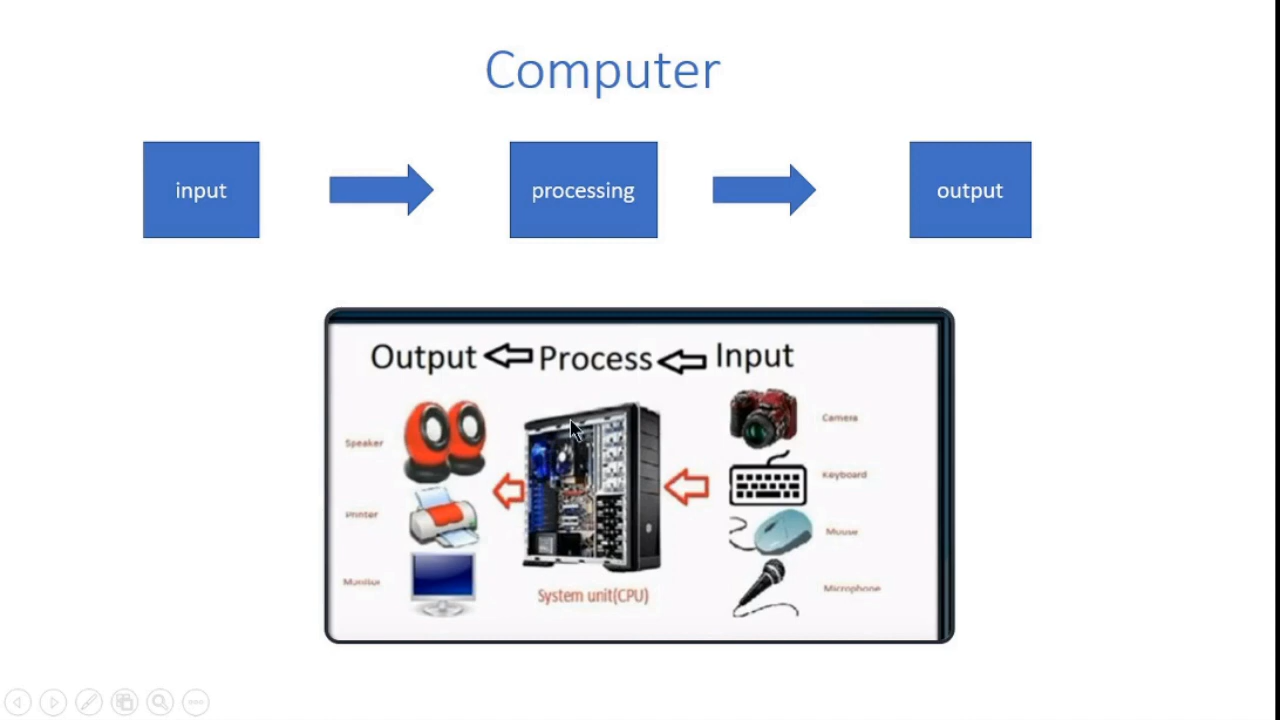 Computer
input
processing
output
Output Process Input
Camera
Speaker
Keyboard
Printer
Mouse
Monitor
Microphone
System unit(CPU)